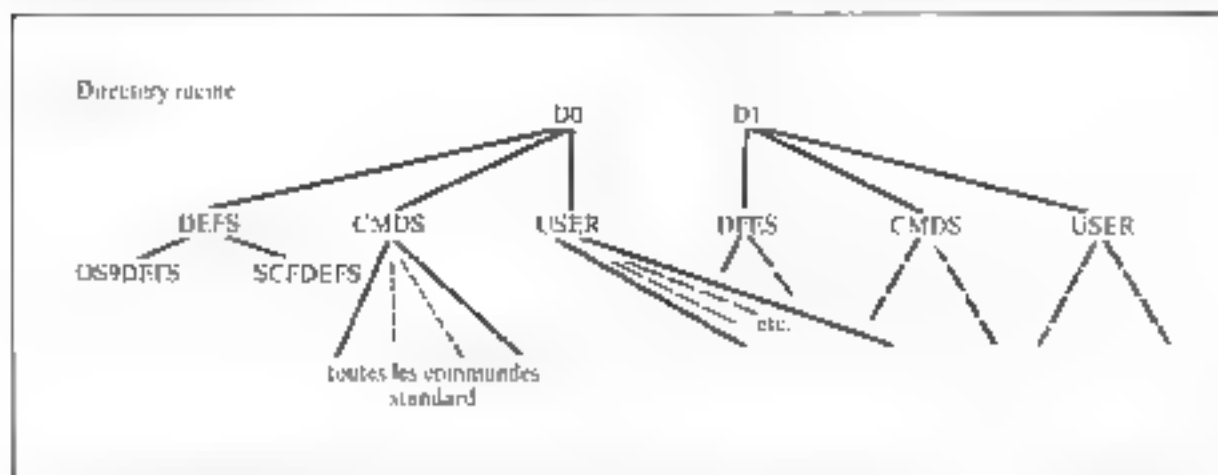 Directory racine
D0 D1
DEFS CMDS USER DEFS CMDS USER
OS9DEFS SCFDEFS
etc.
toutes les commandes
standard